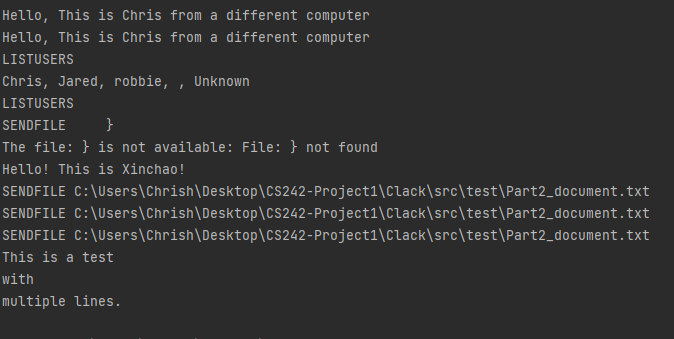 Hello, This is Chris from a different computer
Hello, This is Chris from a different computer
LISTUSERS
Chris, Jared, robbie, , Unknown
LISTUSERS
SENDFILE     }
The file: } is not available: File: } not found
Hello! This is Xinchao!
SENDFILE C:\Users\Chrish\Desktop\CS242-Project1\Clack\src\test\Part2_document.txt
SENDFILE C:\Users\Chrish\Desktop\CS242-Project1\Clack\src\test\Part2_document.txt
SENDFILE C:\Users\Chrish\Desktop\CS242-Project1\Clack\src\test\Part2_document.txt
This is a test
with
multiple lines.